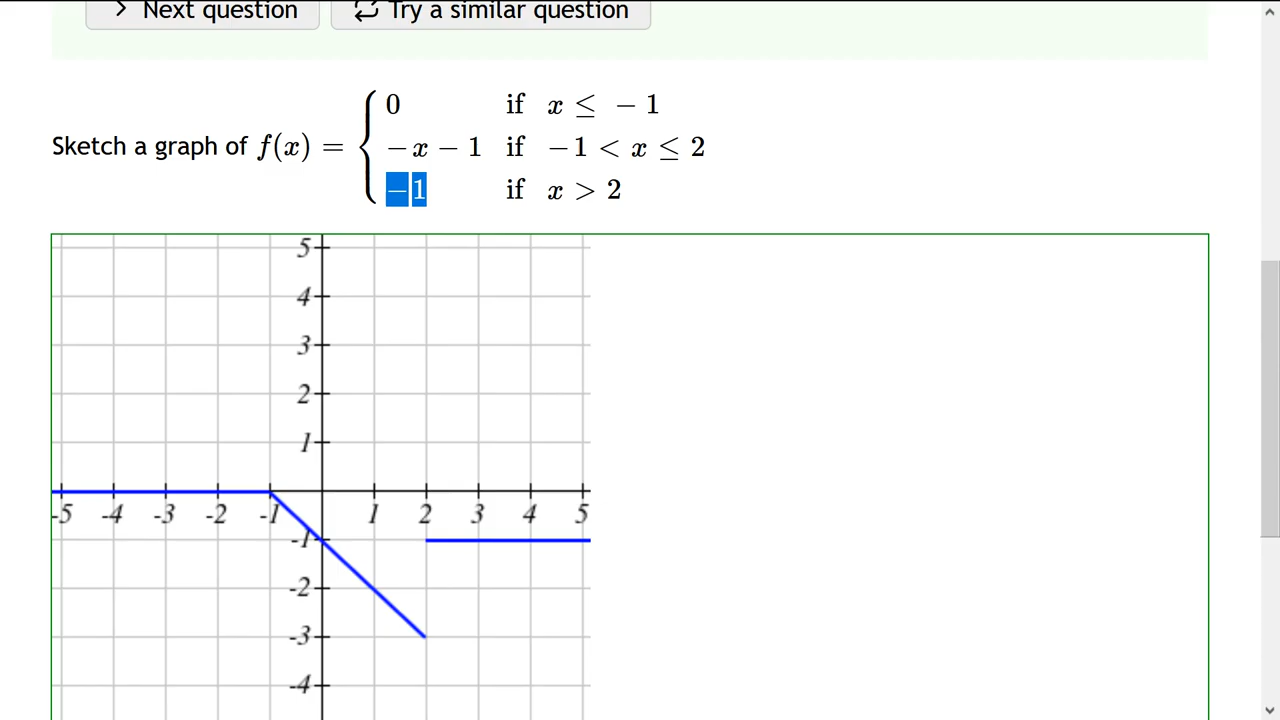 Next question Try a similar question
0 if x ≤ − 1
Sketch a graph of f(x) = { − x − 1 if − 1 < x ≤ 2
−1 if x > 2
5
4
3
2
1
-5 -4 -3 -2 -1 1 2 3 4 5
-1
-2
-3
-4